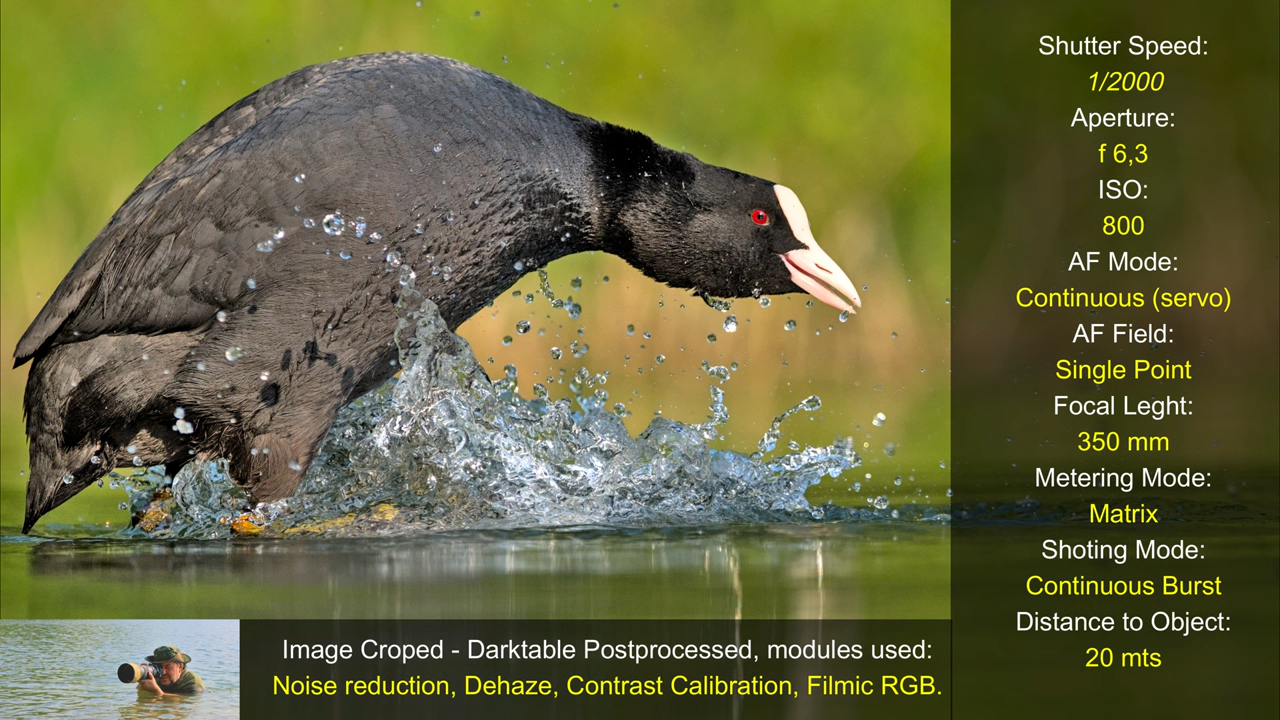 Shutter Speed:
1/2000
Aperture:
f 6,3
ISO:
800
AF Mode:
Continuous (servo)
AF Field:
Single Point
Focal Leght:
350 mm
Metering Mode:
Matrix
Shoting Mode:
Continuous Burst
Distance to Object:
20 mts
Image Croped - Darktable Postprocessed, modules used:
Noise reduction, Dehaze, Contrast Calibration, Filmic RGB.